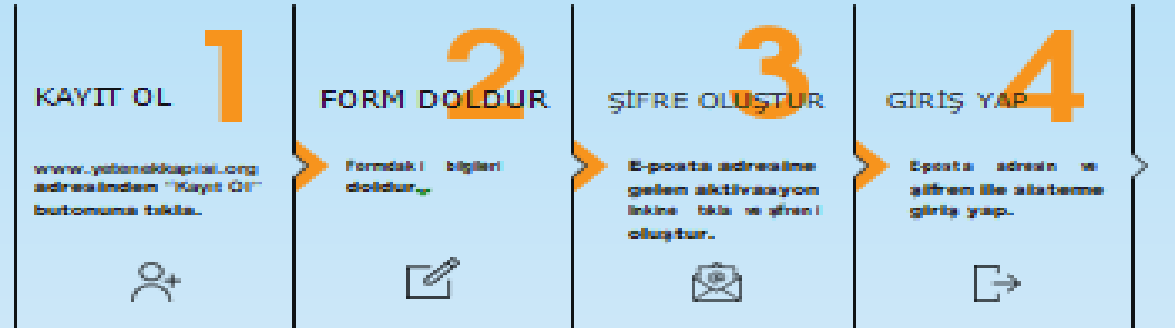 1
KAYIT OL
www.yetenekkapisi.org
adresinden "Kayıt Ol"
butonuna tıkla.
2
FORM DOLDUR
Formdaki bilgileri
doldur.
3
ŞİFRE OLUŞTUR
E-posta adresine
gelen aktivasyon
linkine tıkla ve şifreni
oluştur.
4
GİRİŞ YAP
E-posta adresin ve
şifren ile sisteme
giriş yap.